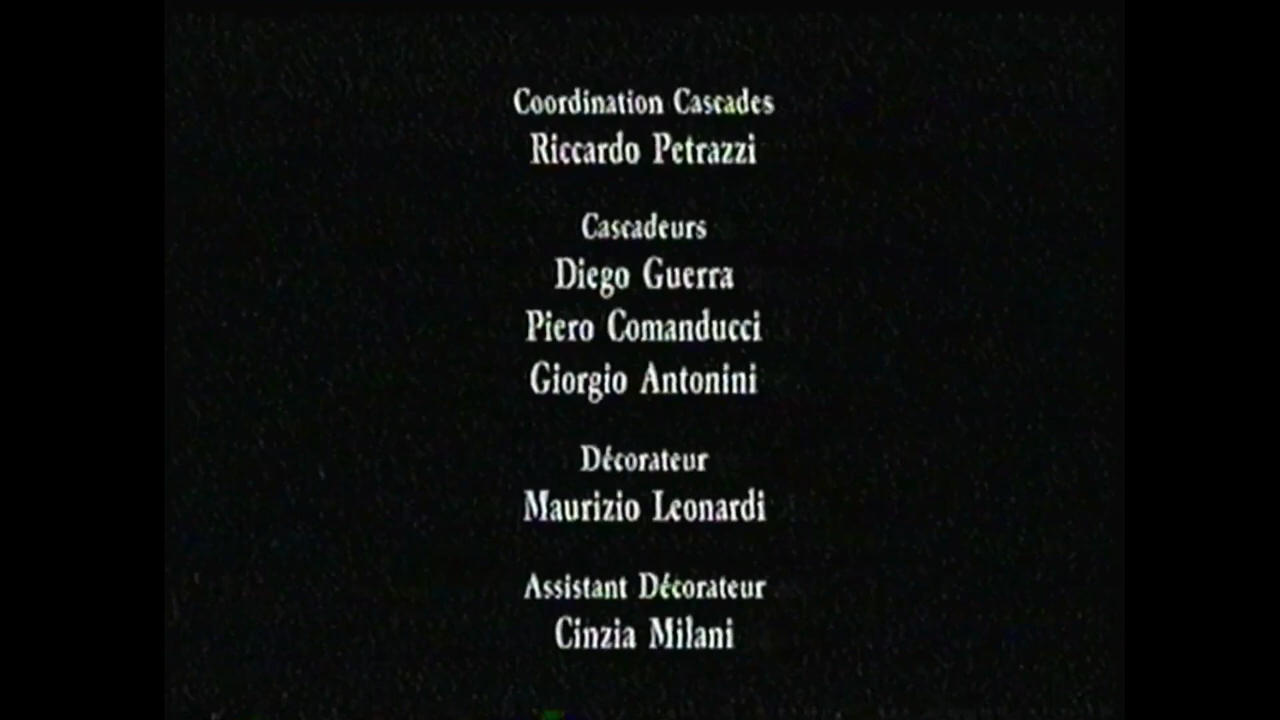 Coordination Cascades
Riccardo Petrazzi
Cascadeurs
Diego Guerra
Piero Comanducci
Giorgio Antonini
Décorateur
Maurizio Leonardi
Assistant Décorateur
Cinzia Milani